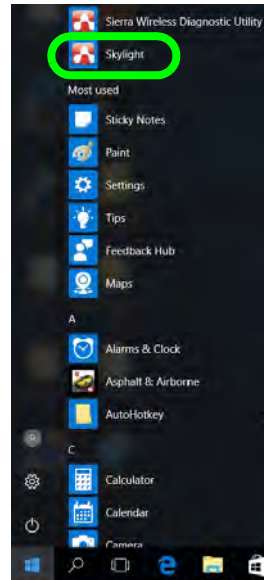 Sierra Wireless Diagnostic Utility
Skylight
Most used
Sticky Notes
Paint
Settings
Tips
Feedback Hub
Maps
A
Alarms & Clock
Asphalt 8: Airborne
AutoHotkey
C
Calculator
Calendar
Camera